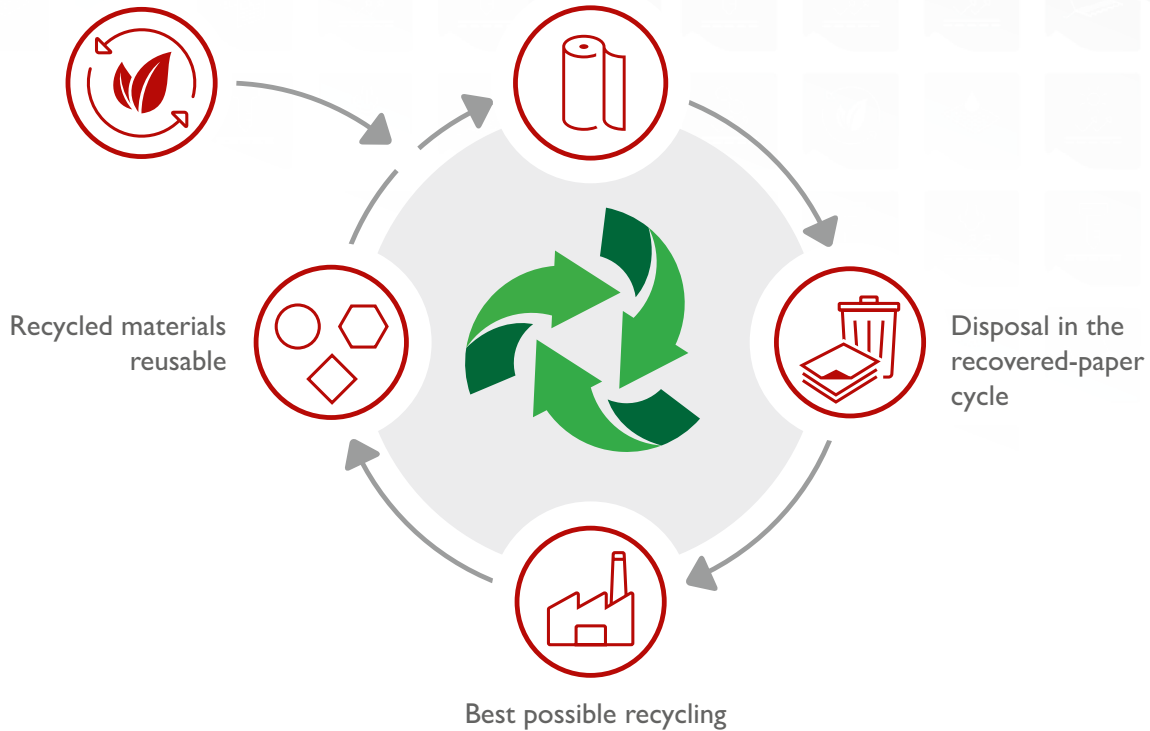 Recycled materials
reusable
Disposal in the
recovered-paper
cycle
Best possible recycling